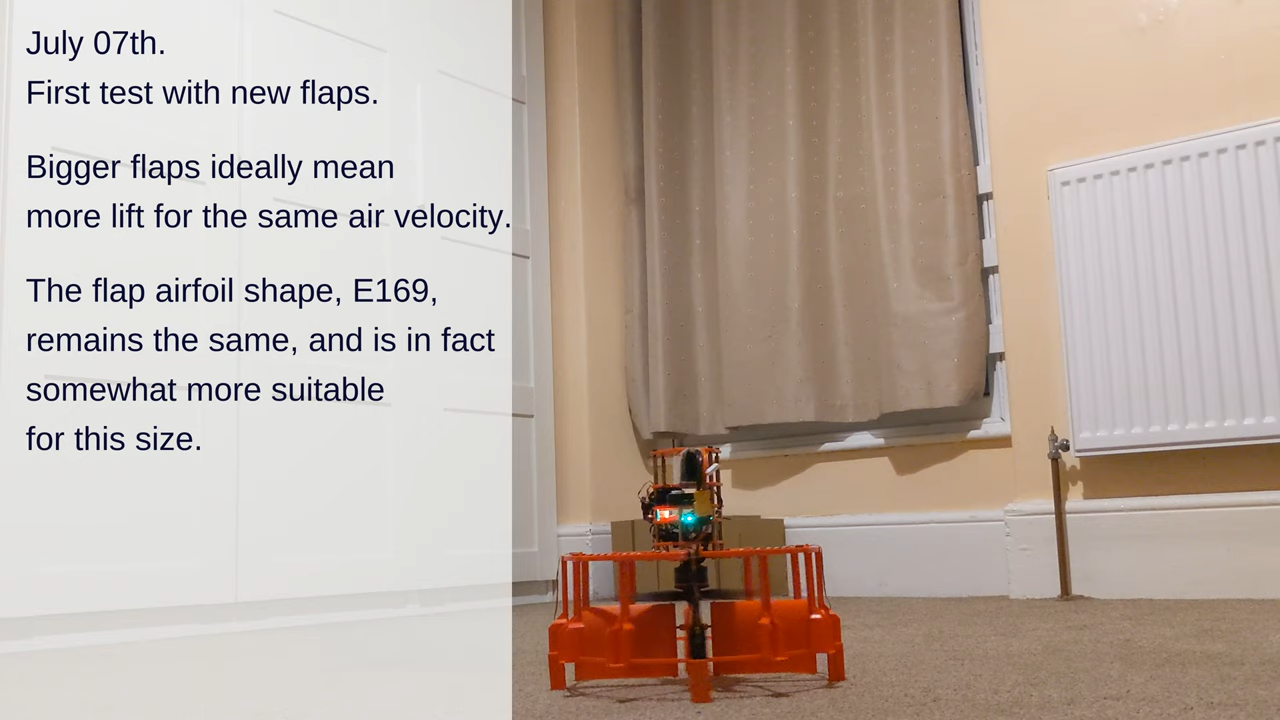 July 07th.
First test with new flaps.
Bigger flaps ideally mean
more lift for the same air velocity.
The flap airfoil shape, E169,
remains the same, and is in fact
somewhat more suitable
for this size.